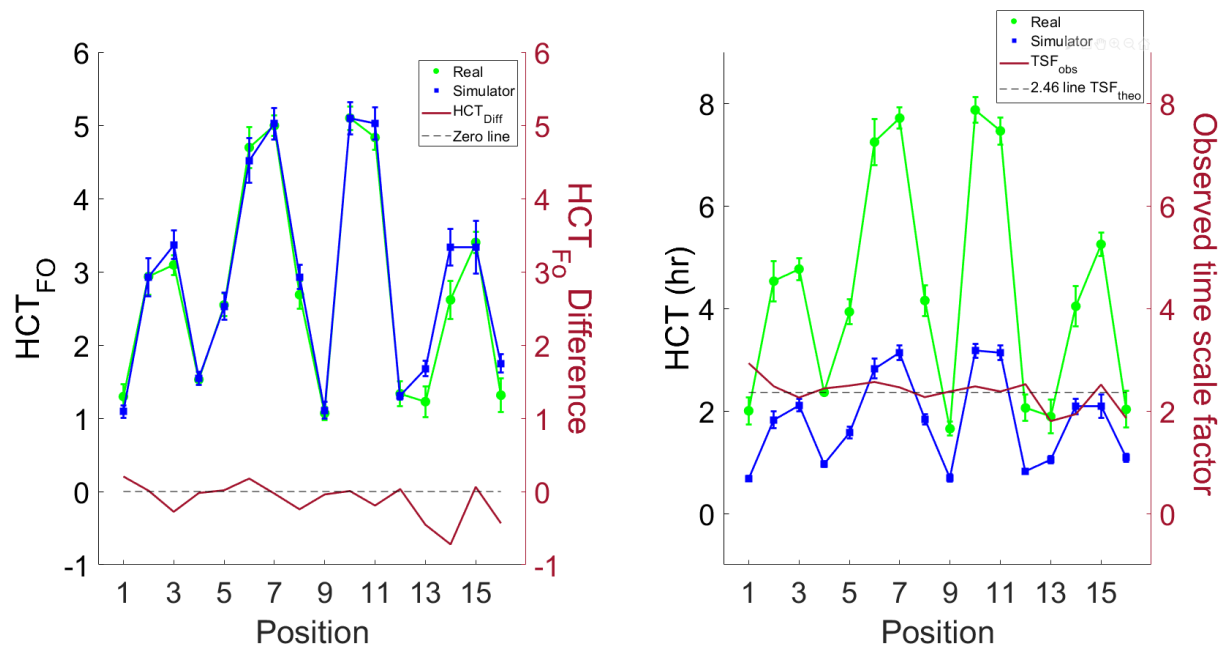 6
5
4
3
2
1
0
-1
HCT_FO
1 3 5 7 9 11 13 15
Position
6
5
4
3
2
1
0
-1
HCT_Fo Difference
Real
Simulator
HCT_Diff
Zero line
8
6
4
2
0
HCT (hr)
1 3 5 7 9 11 13 15
Position
8
6
4
2
0
Observed time scale factor
Real
Simulator
TSF_obs
2.46 line TSF_theo